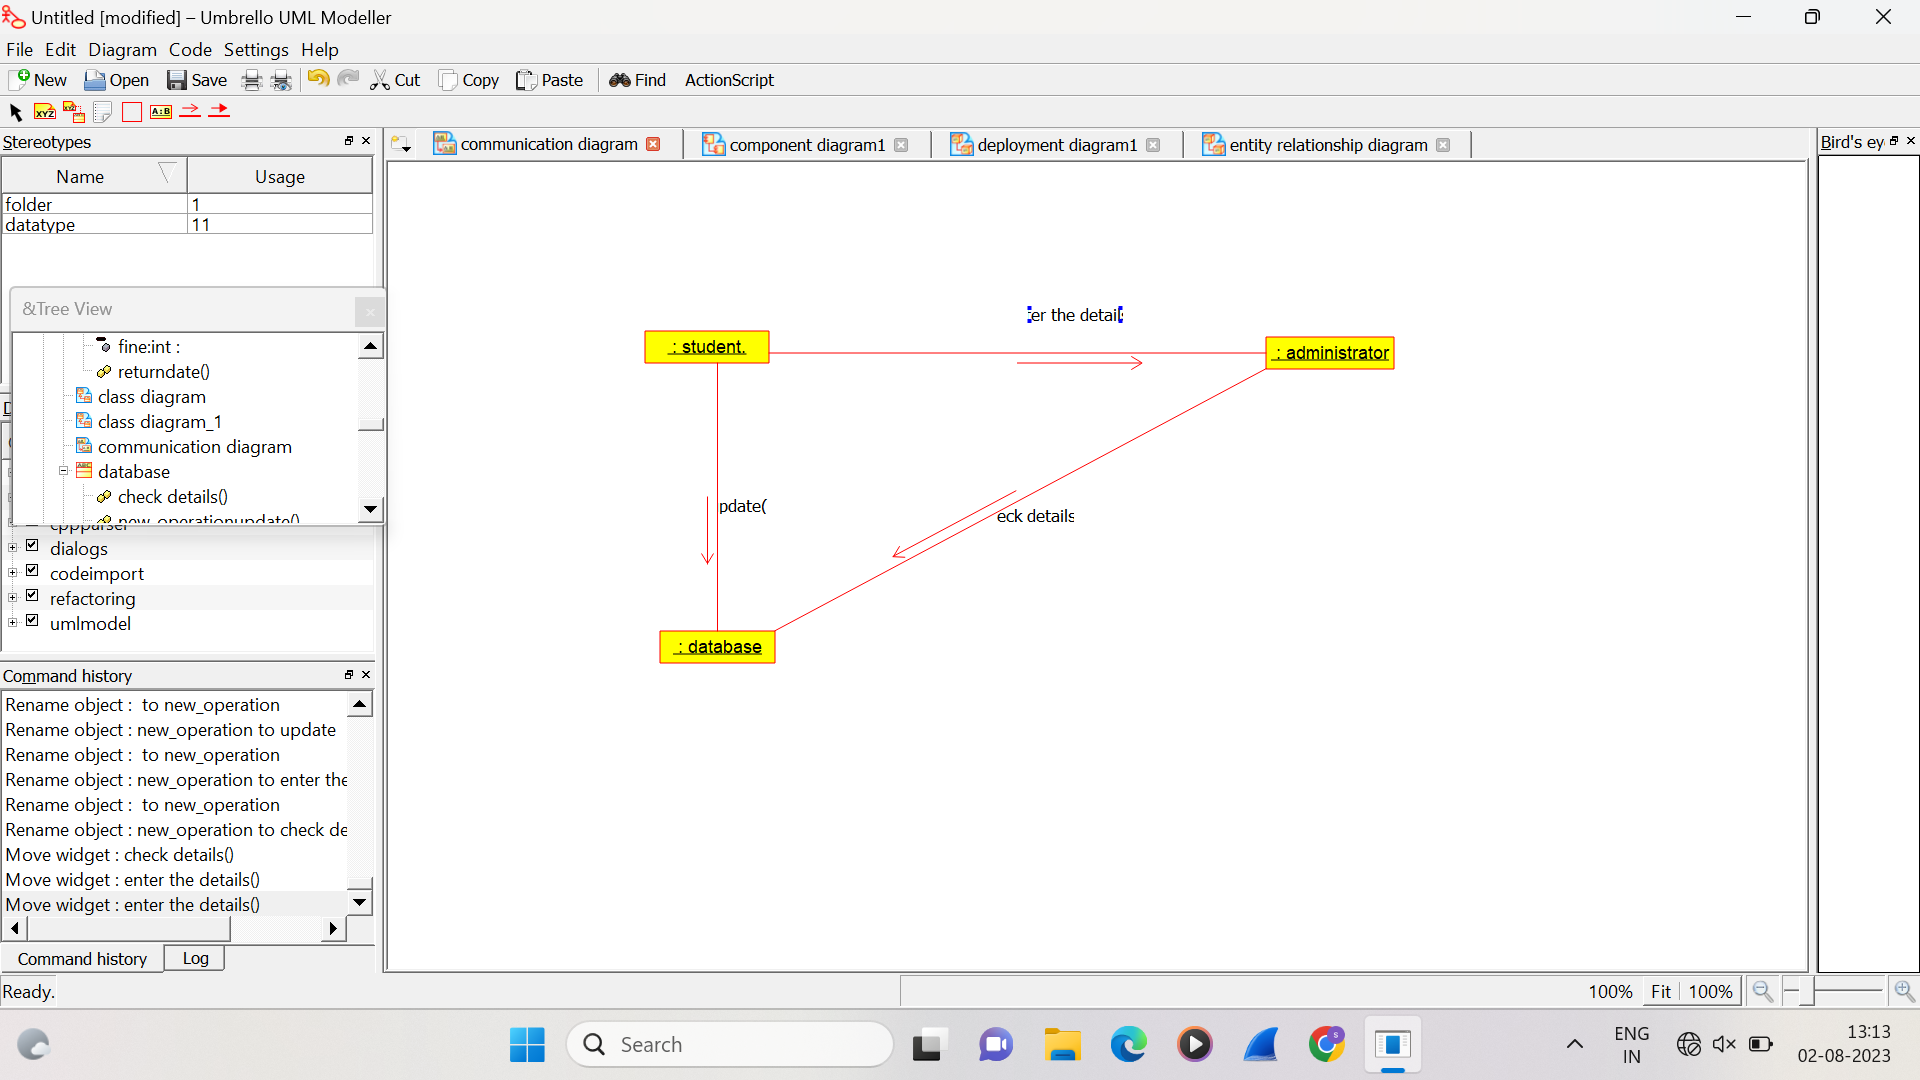 Untitled [modified] – Umbrello UML Modeller
File Edit Diagram Code Settings Help
New Open Save Cut Copy Paste Find ActionScript
XYZ XYZ A:B
Stereotypes
Name Usage
folder 1
datatype 11
&Tree View
fine:int :
returndate()
class diagram
class diagram_1
communication diagram
database
check details()
new_operationupdate()
cppparser
dialogs
codeimport
refactoring
umlmodel
Command history
Rename object :  to new_operation
Rename object : new_operation to update
Rename object :  to new_operation
Rename object : new_operation to enter the
Rename object :  to new_operation
Rename object : new_operation to check de
Move widget : check details()
Move widget : enter the details()
Move widget : enter the details()
Command history Log
Ready.
communication diagram component diagram1 deployment diagram1 entity relationship diagram
Bird's ey
er the detail
: student.
: administrator
pdate(
eck details
: database
100% Fit 100%
Search
ENG
IN
13:13
02-08-2023